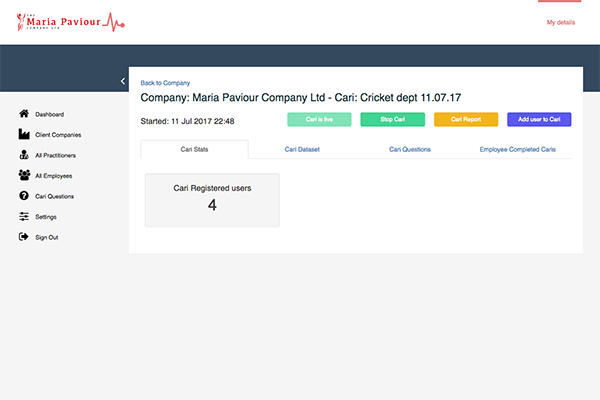 THE
Maria Paviour
COMPANY LTD
My details
Back to Company
Company: Maria Paviour Company Ltd - Cari: Cricket dept 11.07.17
Started: 11 Jul 2017 22:48
Cari is live
Stop Cari
Cari Report
Add user to Cari
Dashboard
Client Companies
All Practitioners
All Employees
Cari Questions
Settings
Sign Out
Cari Stats
Cari Dataset
Cari Questions
Employee Completed Caris
Cari Registered users
4